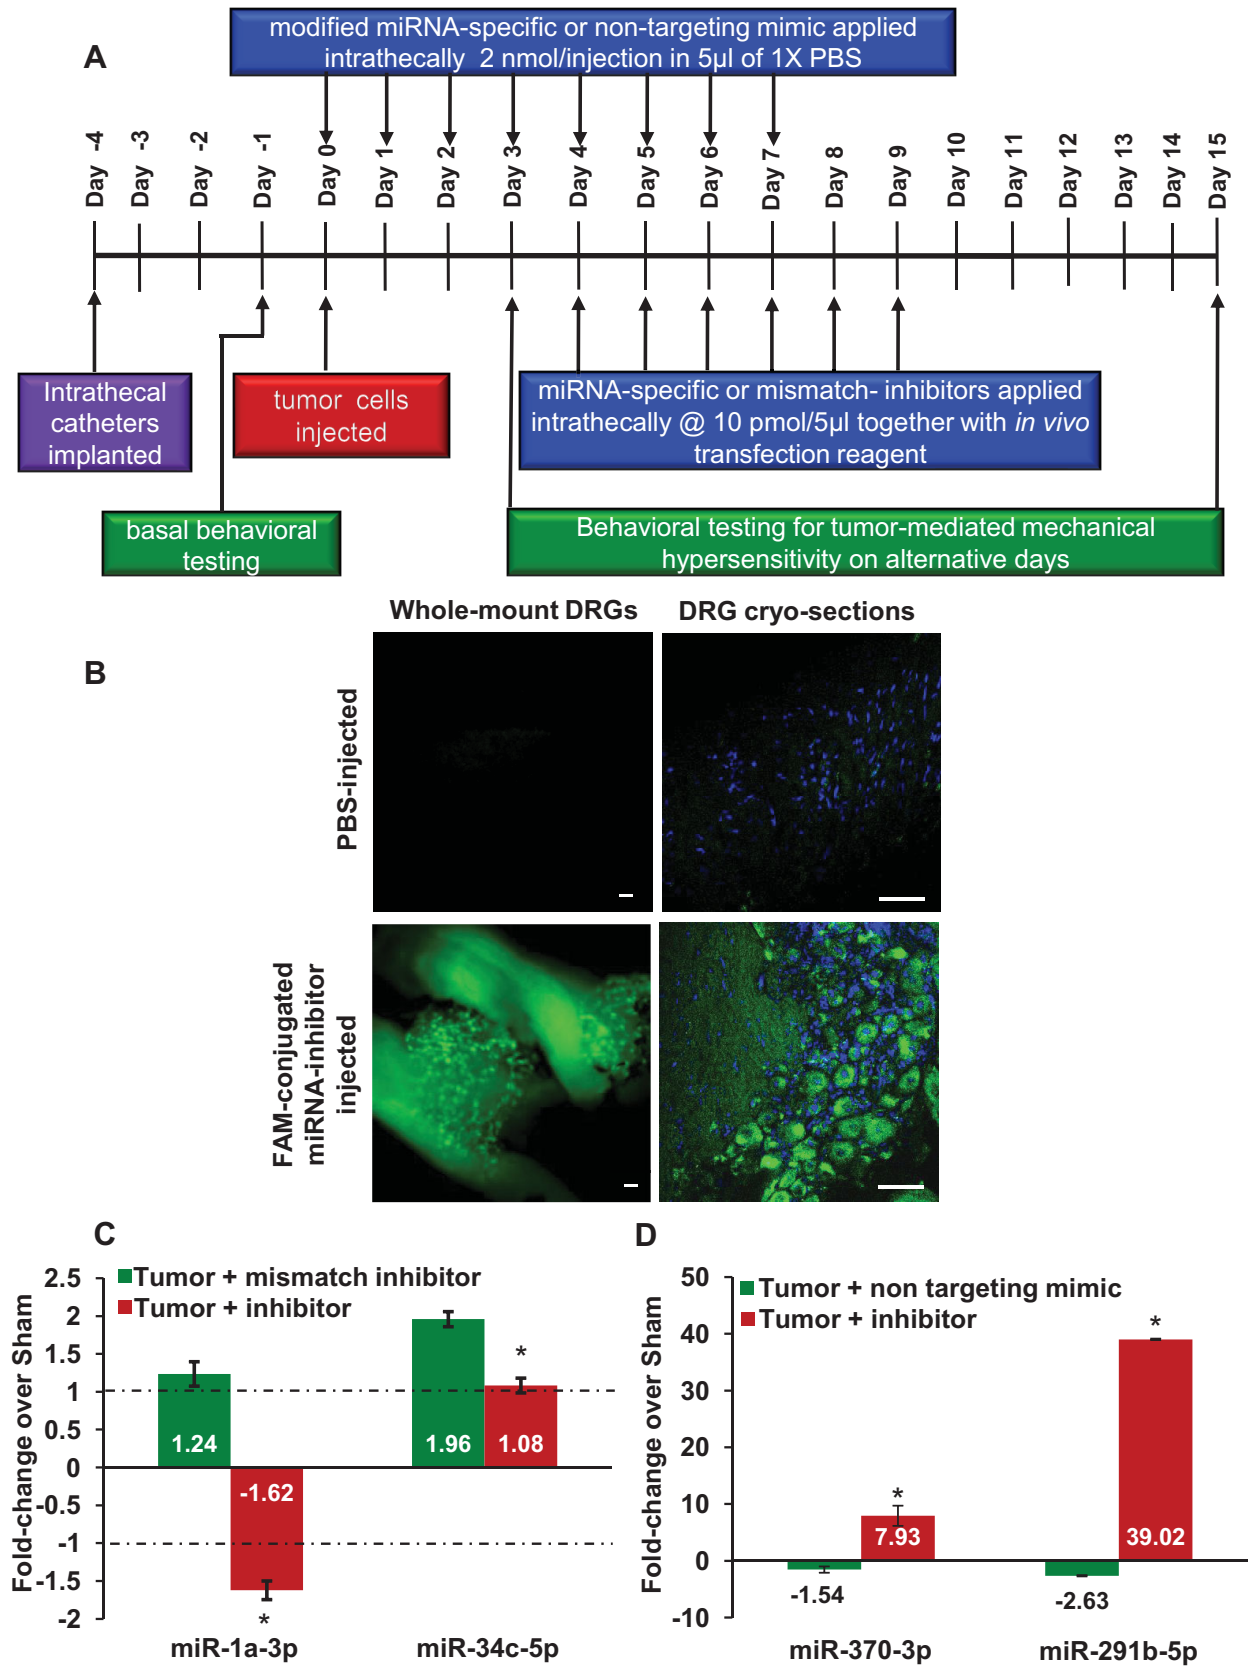 A
modified miRNA-specific or non-targeting mimic applied
intrathecally 2 nmol/injection in 5µl of 1X PBS
Day -4
Day -3
Day -2
Day -1
Day 0
Day 1
Day 2
Day 3
Day 4
Day 5
Day 6
Day 7
Day 8
Day 9
Day 10
Day 11
Day 12
Day 13
Day 14
Day 15
Intrathecal
catheters
implanted
tumor cells
injected
miRNA-specific or mismatch- inhibitors applied
intrathecally @ 10 pmol/5µl together with in vivo
transfection reagent
basal behavioral
testing
Behavioral testing for tumor-mediated mechanical
hypersensitivity on alternative days
B
Whole-mount DRGs
DRG cryo-sections
PBS-injected
FAM-conjugated
miRNA-inhibitor
injected
C
Tumor + mismatch inhibitor
Tumor + inhibitor
Fold-change over Sham
2.5
2
1.5
1
0.5
0
-0.5
-1
-1.5
-2
1.24
-1.62
*
1.96
1.08
*
miR-1a-3p
miR-34c-5p
D
Tumor + non targeting mimic
Tumor + inhibitor
Fold-change over Sham
50
40
30
20
10
0
-10
-1.54
7.93
*
-2.63
39.02
*
miR-370-3p
miR-291b-5p